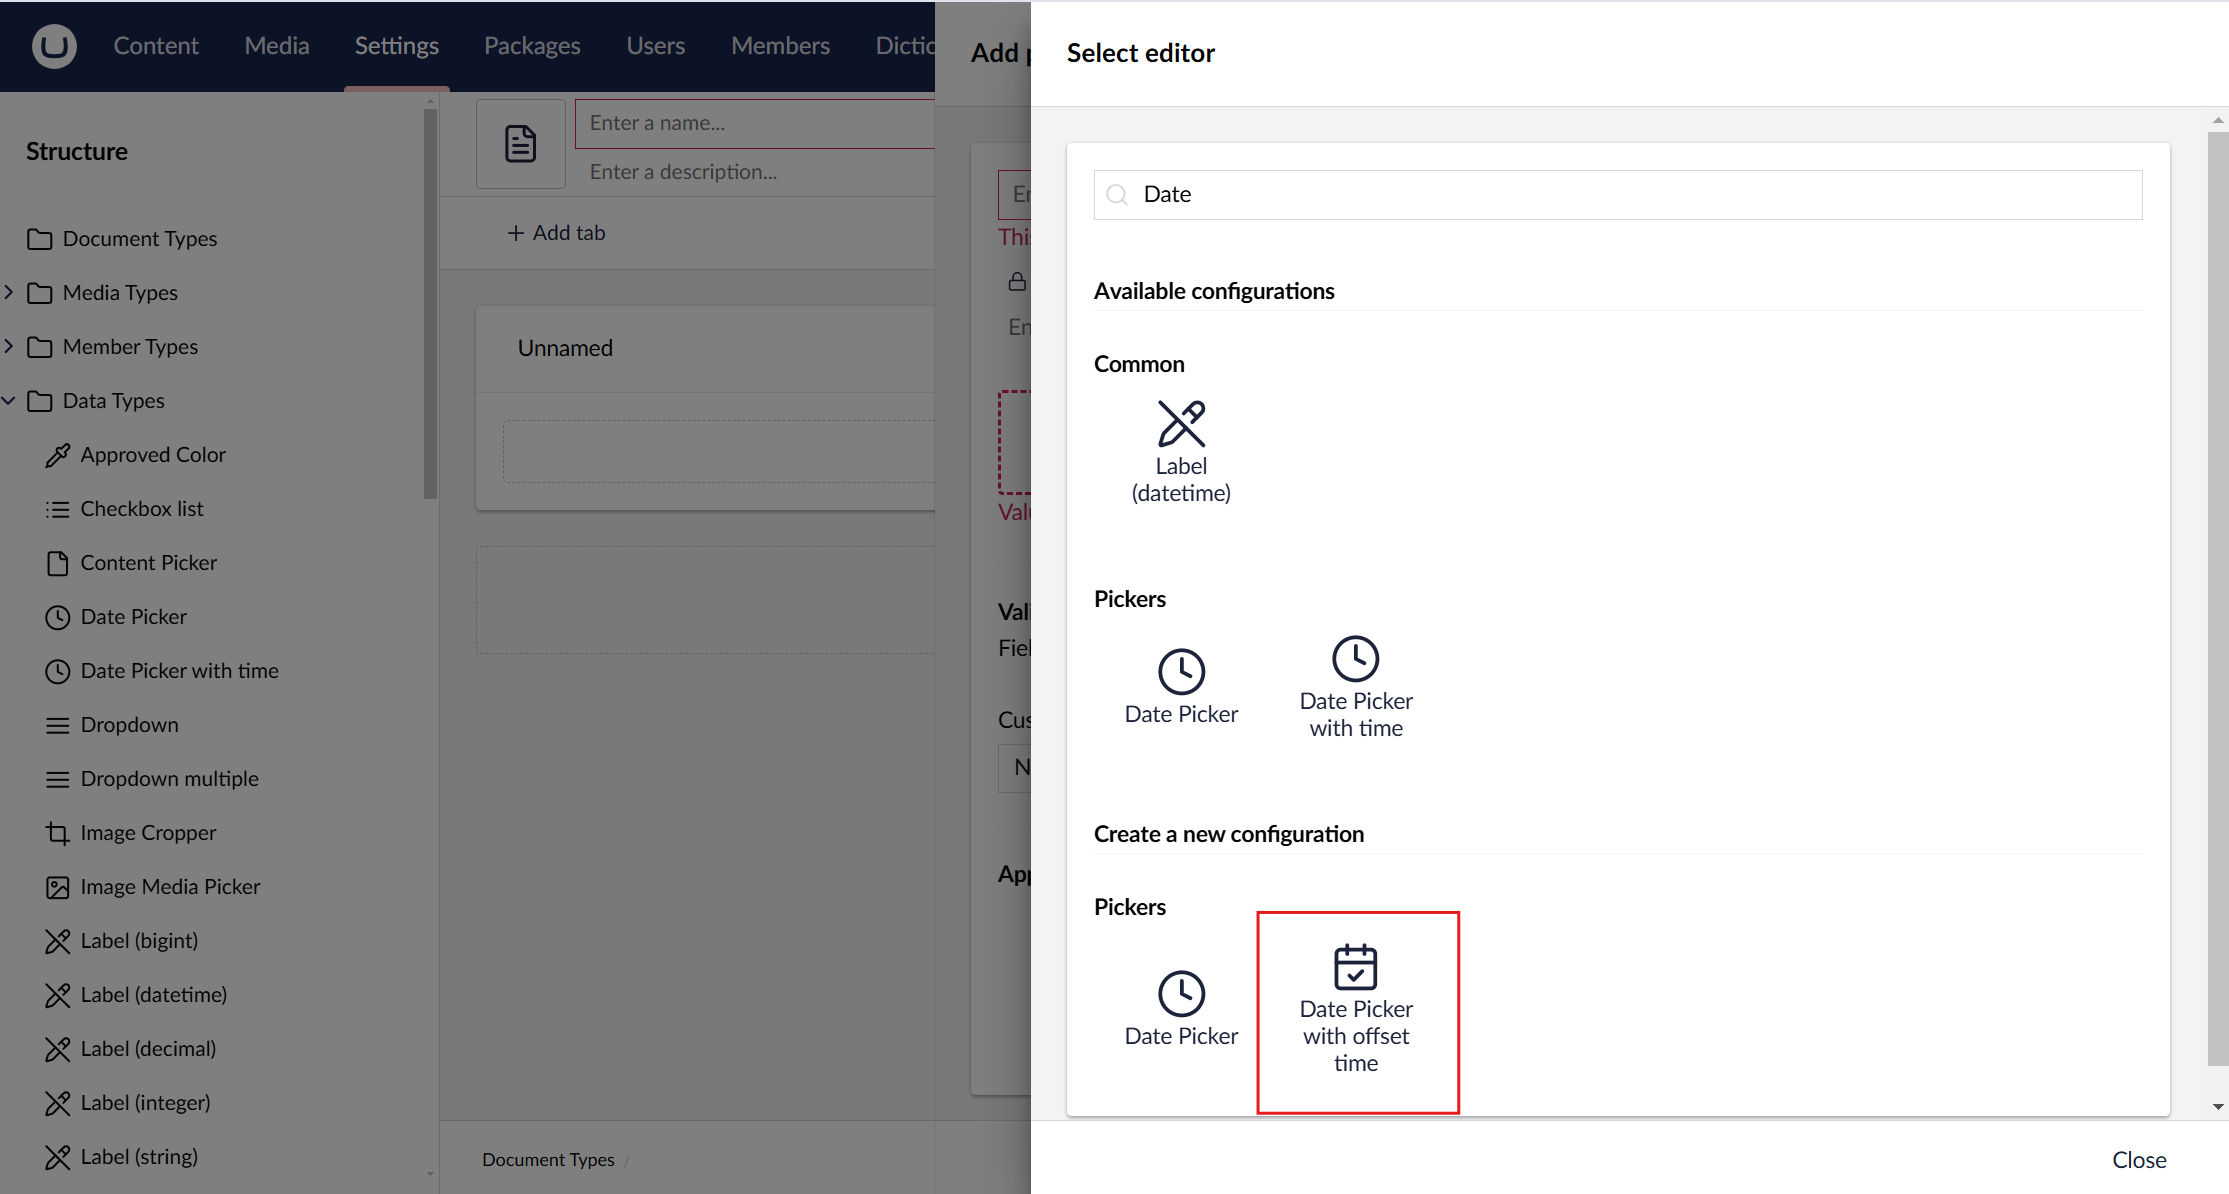 Content Media Settings Packages Users Members Dictio
Add p
Select editor
Structure
Document Types
Media Types
Member Types
Data Types
Approved Color
Checkbox list
Content Picker
Date Picker
Date Picker with time
Dropdown
Dropdown multiple
Image Cropper
Image Media Picker
Label (bigint)
Label (datetime)
Label (decimal)
Label (integer)
Label (string)
Enter a name...
Enter a description...
+ Add tab
Unnamed
Document Types /
En
This
En
Valu
Vali
Fiel
Cus
N
App
Date
Available configurations
Common
Label
(datetime)
Pickers
Date Picker
Date Picker
with time
Create a new configuration
Pickers
Date Picker
Date Picker
with offset
time
Close